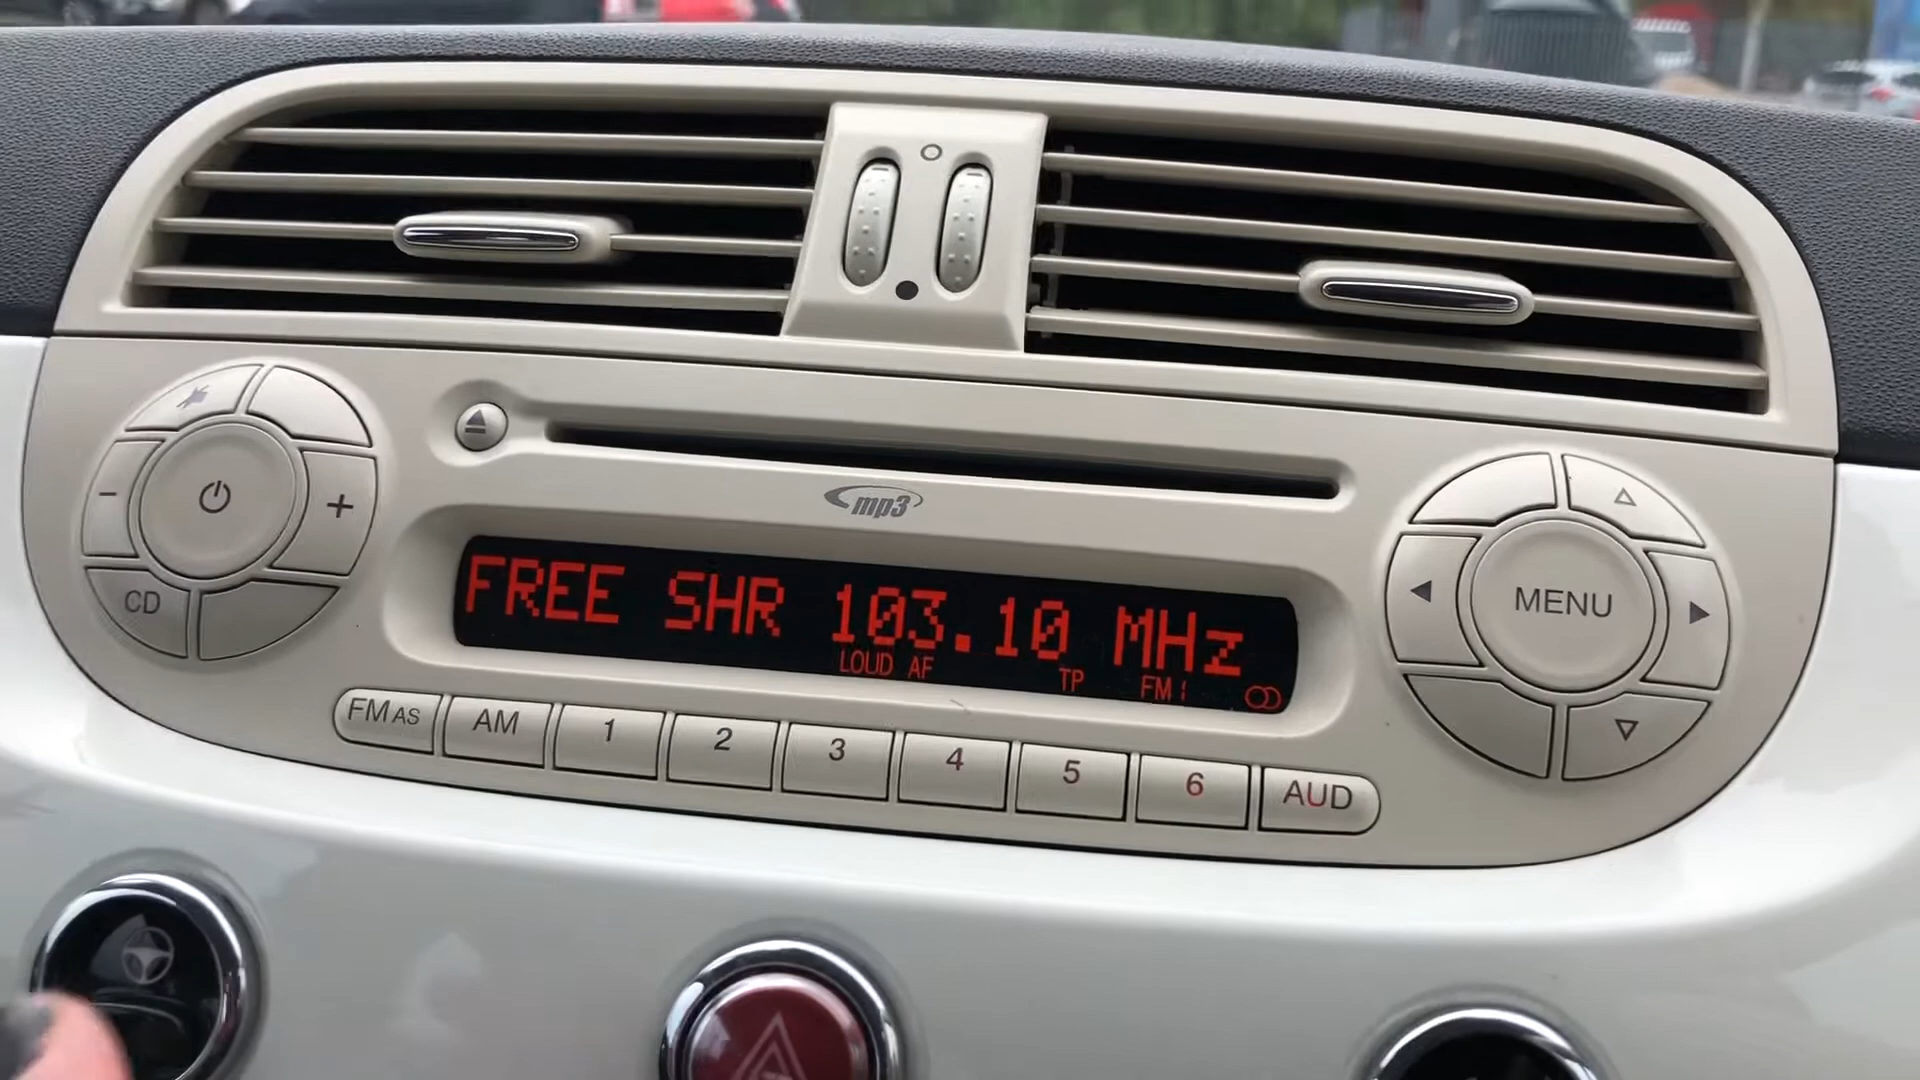 mp3
FREE SHR 103.10 MHz
LOUD AF TP FM1
CD
MENU
FM AS AM 1 2 3 4 5 6 AUD